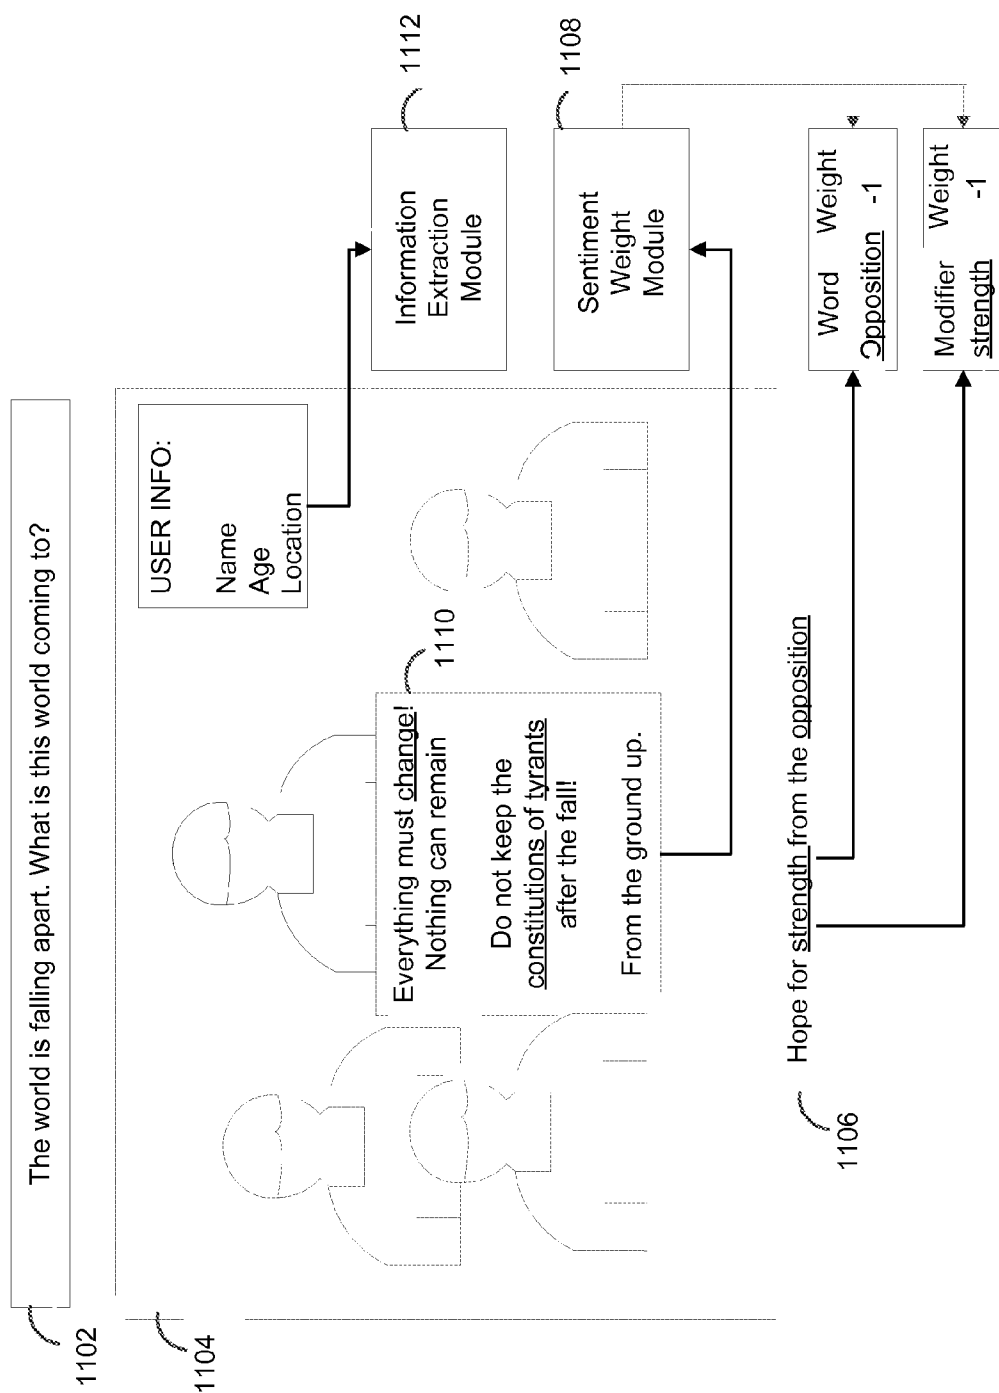 The world is falling apart. What is this world coming to?
1102
1104
USER INFO:
Name
Age
Location
1112
Information
Extraction
Module
1110
Everything must change!
Nothing can remain
Do not keep the
constitutions of tyrants
after the fall!
From the ground up.
1108
Sentiment
Weight
Module
1106
Hope for strength from the opposition
Word Weight
Opposition -1
Modifier Weight
strength -1